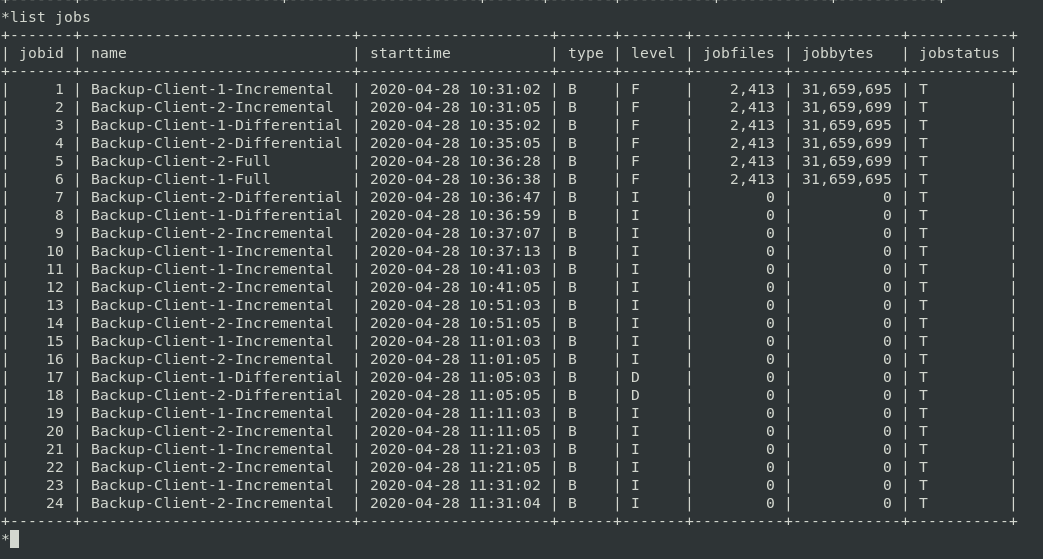 *list jobs
+-------+------------------------------+---------------------+------+-------+----------+------------+-----------+
| jobid | name                         | starttime           | type | level | jobfiles | jobbytes   | jobstatus |
+-------+------------------------------+---------------------+------+-------+----------+------------+-----------+
|     1 | Backup-Client-1-Incremental  | 2020-04-28 10:31:02 | B    | F     |    2,413 | 31,659,695 | T         |
|     2 | Backup-Client-2-Incremental  | 2020-04-28 10:31:05 | B    | F     |    2,413 | 31,659,699 | T         |
|     3 | Backup-Client-1-Differential | 2020-04-28 10:35:02 | B    | F     |    2,413 | 31,659,695 | T         |
|     4 | Backup-Client-2-Differential | 2020-04-28 10:35:05 | B    | F     |    2,413 | 31,659,699 | T         |
|     5 | Backup-Client-2-Full         | 2020-04-28 10:36:28 | B    | F     |    2,413 | 31,659,699 | T         |
|     6 | Backup-Client-1-Full         | 2020-04-28 10:36:38 | B    | F     |    2,413 | 31,659,695 | T         |
|     7 | Backup-Client-2-Differential | 2020-04-28 10:36:47 | B    | I     |        0 |          0 | T         |
|     8 | Backup-Client-1-Differential | 2020-04-28 10:36:59 | B    | I     |        0 |          0 | T         |
|     9 | Backup-Client-2-Incremental  | 2020-04-28 10:37:07 | B    | I     |        0 |          0 | T         |
|    10 | Backup-Client-1-Incremental  | 2020-04-28 10:37:13 | B    | I     |        0 |          0 | T         |
|    11 | Backup-Client-1-Incremental  | 2020-04-28 10:41:03 | B    | I     |        0 |          0 | T         |
|    12 | Backup-Client-2-Incremental  | 2020-04-28 10:41:05 | B    | I     |        0 |          0 | T         |
|    13 | Backup-Client-1-Incremental  | 2020-04-28 10:51:03 | B    | I     |        0 |          0 | T         |
|    14 | Backup-Client-2-Incremental  | 2020-04-28 10:51:05 | B    | I     |        0 |          0 | T         |
|    15 | Backup-Client-1-Incremental  | 2020-04-28 11:01:03 | B    | I     |        0 |          0 | T         |
|    16 | Backup-Client-2-Incremental  | 2020-04-28 11:01:05 | B    | I     |        0 |          0 | T         |
|    17 | Backup-Client-1-Differential | 2020-04-28 11:05:03 | B    | D     |        0 |          0 | T         |
|    18 | Backup-Client-2-Differential | 2020-04-28 11:05:05 | B    | D     |        0 |          0 | T         |
|    19 | Backup-Client-1-Incremental  | 2020-04-28 11:11:03 | B    | I     |        0 |          0 | T         |
|    20 | Backup-Client-2-Incremental  | 2020-04-28 11:11:05 | B    | I     |        0 |          0 | T         |
|    21 | Backup-Client-1-Incremental  | 2020-04-28 11:21:03 | B    | I     |        0 |          0 | T         |
|    22 | Backup-Client-2-Incremental  | 2020-04-28 11:21:05 | B    | I     |        0 |          0 | T         |
|    23 | Backup-Client-1-Incremental  | 2020-04-28 11:31:02 | B    | I     |        0 |          0 | T         |
|    24 | Backup-Client-2-Incremental  | 2020-04-28 11:31:04 | B    | I     |        0 |          0 | T         |
+-------+------------------------------+---------------------+------+-------+----------+------------+-----------+
*